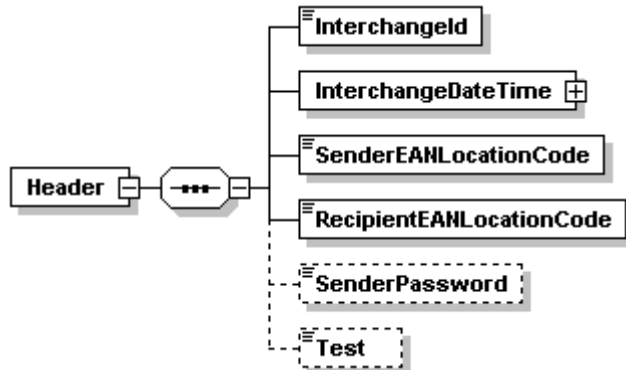 InterchangeId
InterchangeDateTime
SenderEANLocationCode
Header
RecipientEANLocationCode
SenderPassword
Test